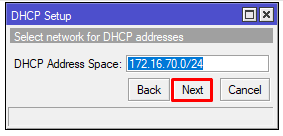 DHCP Setup
Select network for DHCP addresses
DHCP Address Space: 172.16.70.0/24
Back Next Cancel